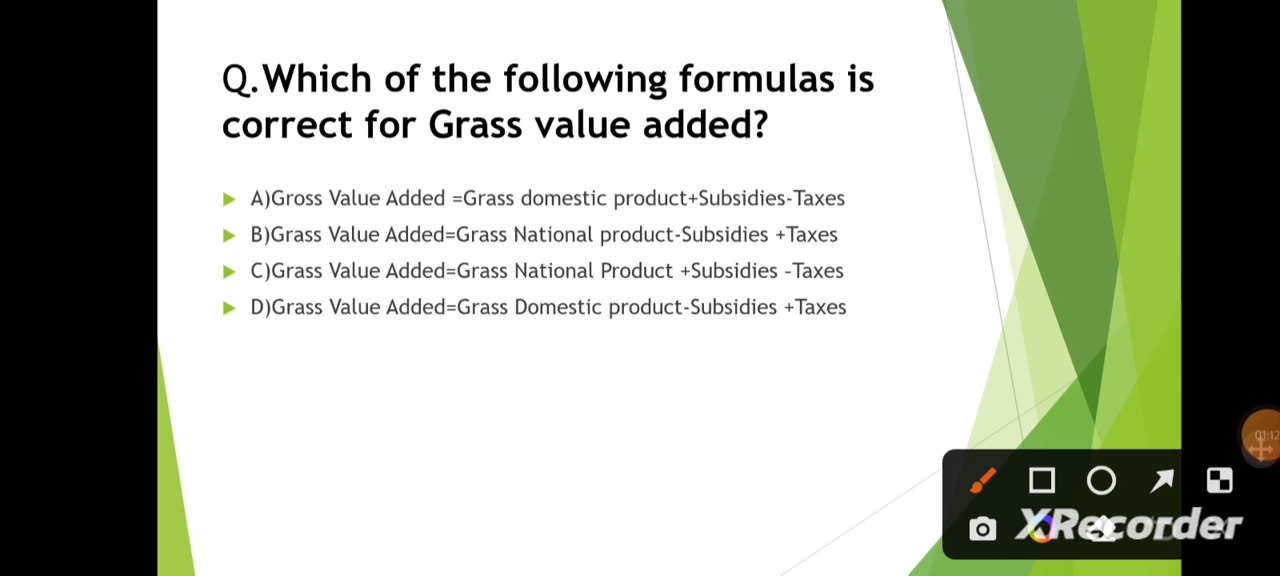 Q.Which of the following formulas is
correct for Grass value added?
A)Gross Value Added =Grass domestic product+Subsidies-Taxes
B)Grass Value Added=Grass National product-Subsidies +Taxes
C)Grass Value Added=Grass National Product +Subsidies -Taxes
D)Grass Value Added=Grass Domestic product-Subsidies +Taxes
01:12
XRecorder